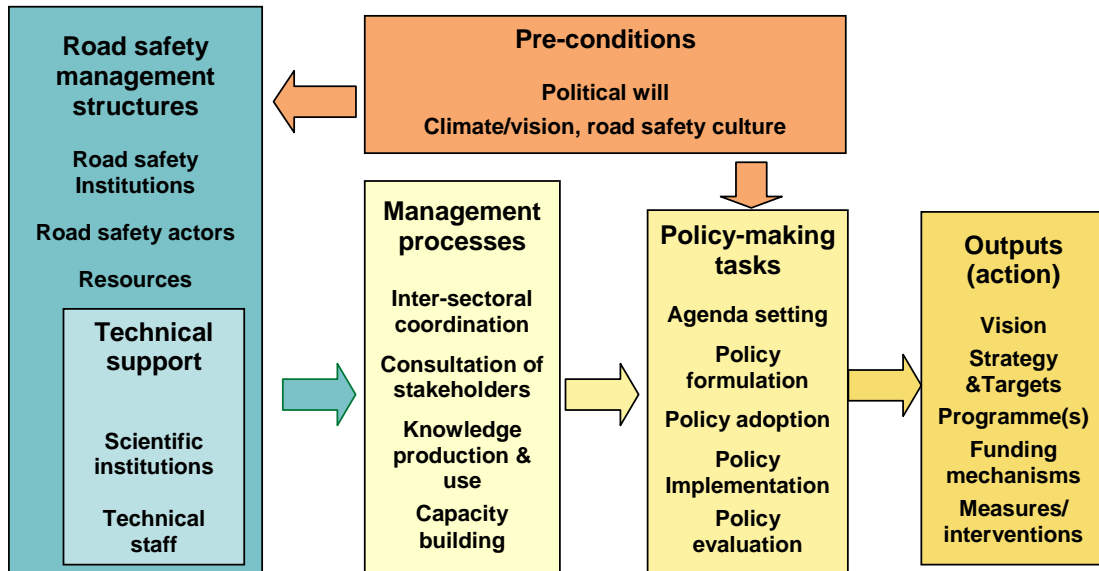 Road safety
management
structures
Road safety
Institutions
Road safety actors
Resources
Technical
support
Scientific
institutions
Technical
staff
Pre-conditions
Political will
Climate/vision, road safety culture
Management
processes
Inter-sectoral
coordination
Consultation of
stakeholders
Knowledge
production &
use
Capacity
building
Policy-making
tasks
Agenda setting
Policy
formulation
Policy adoption
Policy
Implementation
Policy
evaluation
Outputs
(action)
Vision
Strategy
&Targets
Programme(s)
Funding
mechanisms
Measures/
interventions